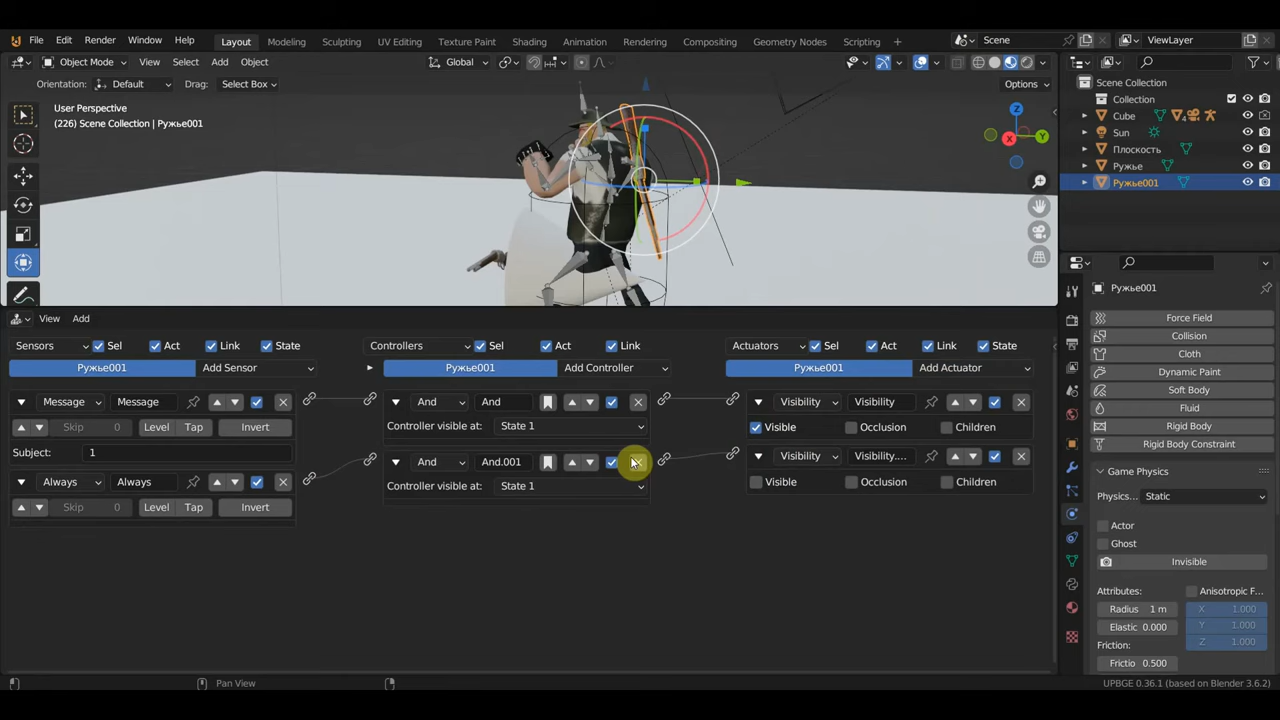 File Edit Render Window Help Layout Modeling Sculpting UV Editing Texture Paint Shading Animation Rendering Compositing Geometry Nodes Scripting + Scene ViewLayer
Object Mode View Select Add Object Global
Orientation: Default Drag: Select Box Options
User Perspective
(226) Scene Collection | Ружье001
Z
X
Y
Scene Collection
Collection
Cube
Sun
Плоскость
Ружье
Ружье001
View Add
Sensors Sel Act Link State Controllers Sel Act Link Actuators Sel Act Link State
Ружье001 Add Sensor Ружье001 Add Controller Ружье001 Add Actuator
Message Message And And Visibility Visibility
Skip 0 Level Tap Invert Controller visible at: State 1 Visible Occlusion Children
Subject: 1 And And.001 Visibility Visibility....
Always Always Controller visible at: State 1 Visible Occlusion Children
Skip 0 Level Tap Invert
Ружье001
Force Field
Collision
Cloth
Dynamic Paint
Soft Body
Fluid
Rigid Body
Rigid Body Constraint
Game Physics
Physics... Static
Actor
Ghost
Invisible
Attributes: Anisotropic F...
Radius 1 m X 1.000
Elastic 0.000 Y 1.000
Friction: Z 1.000
Frictio 0.500
Pan View UPBGE 0.36.1 (based on Blender 3.6.2)